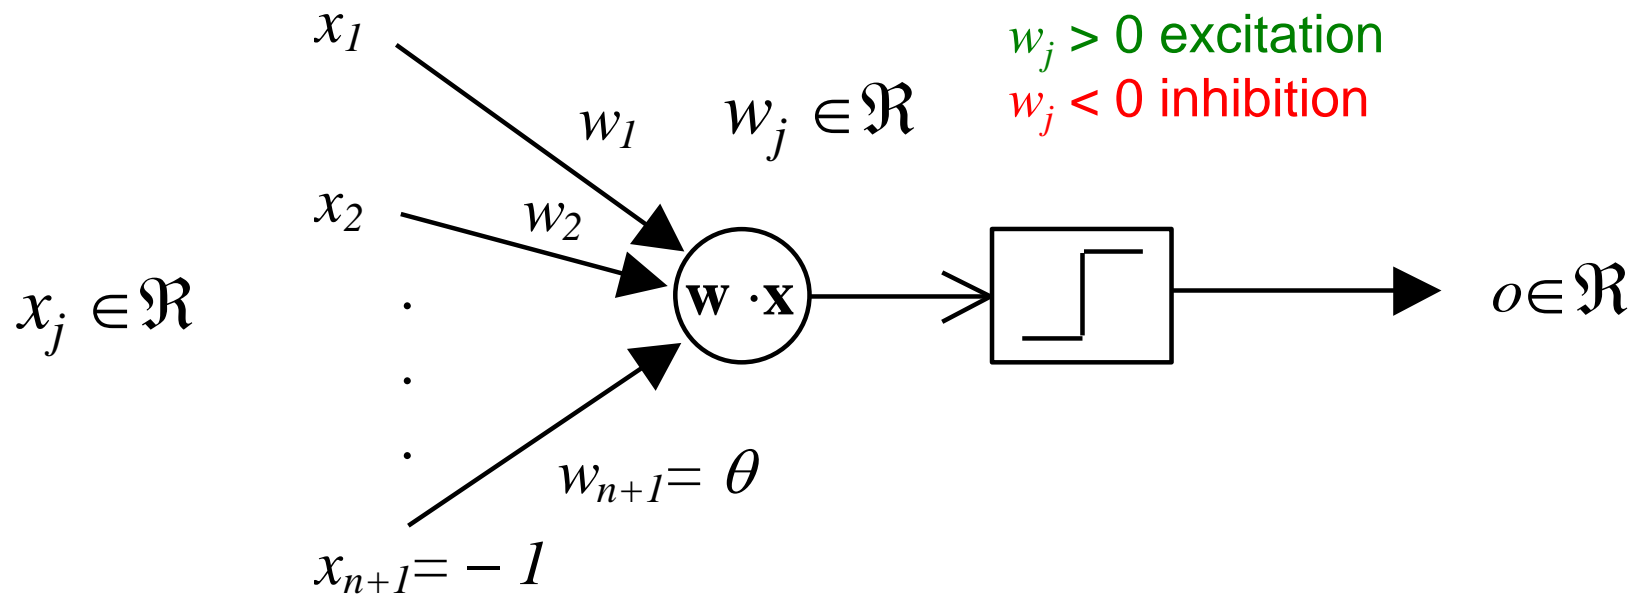 x₁
wⱼ > 0 excitation
wⱼ < 0 inhibition
w₁
wⱼ ∈ ℜ
x₂
w₂
xⱼ ∈ ℜ
w · x
o ∈ ℜ
.
.
.
wₙ₊₁ = θ
xₙ₊₁ = − 1